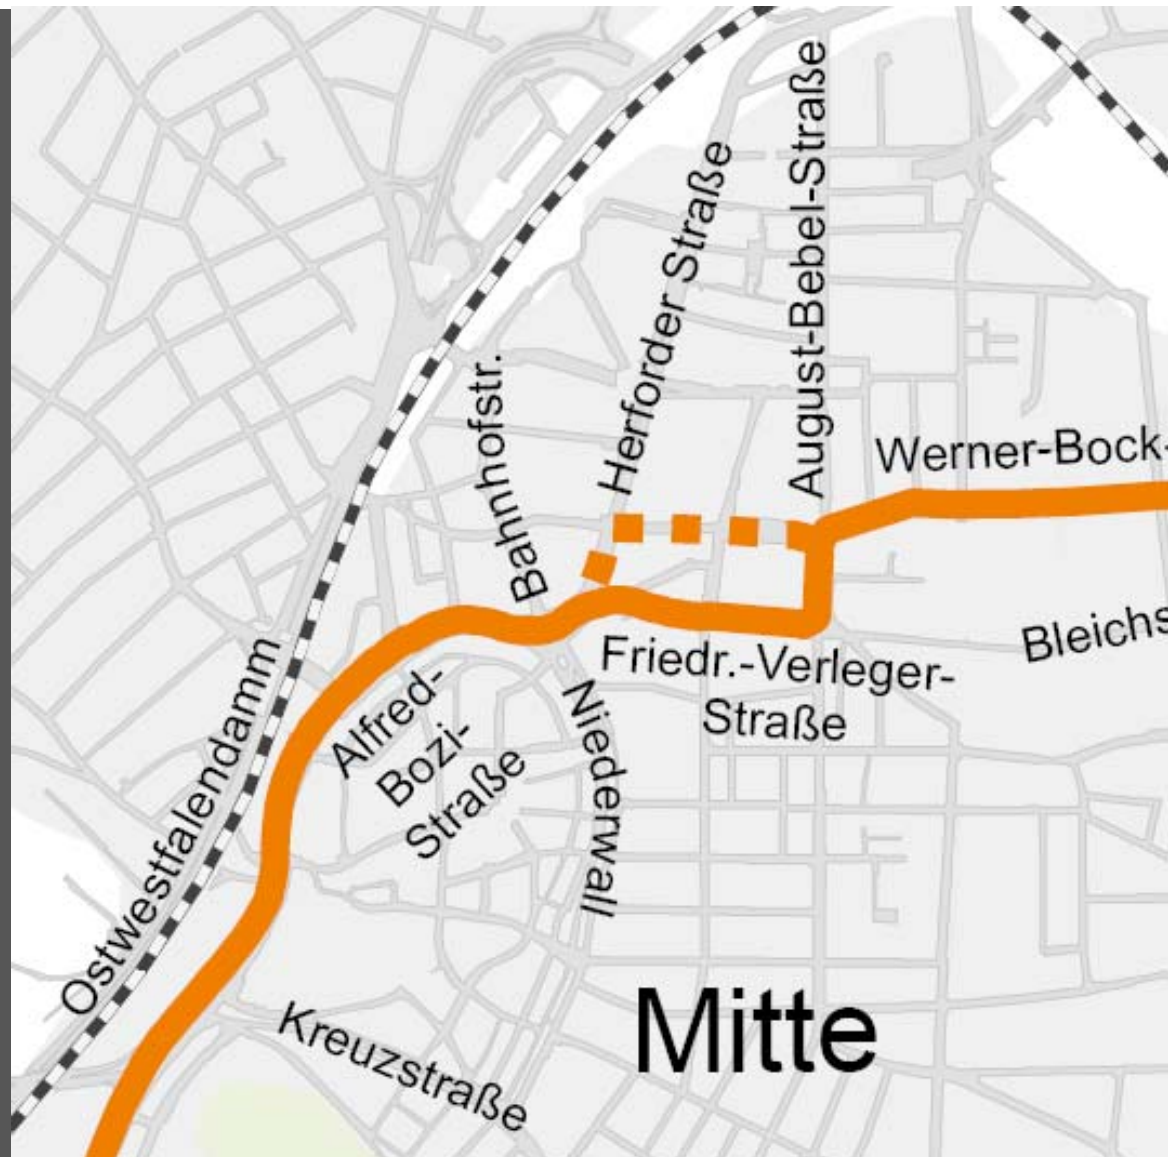 August-Bebel-Straße
Herforder Straße
Bahnhofstr.
Werner-Bock-
Bleichs
Friedr.-Verleger-
Straße
Ostwestfalendamm
Alfred-
Bozi-
Straße
Niederwall
Mitte
Kreuzstraße